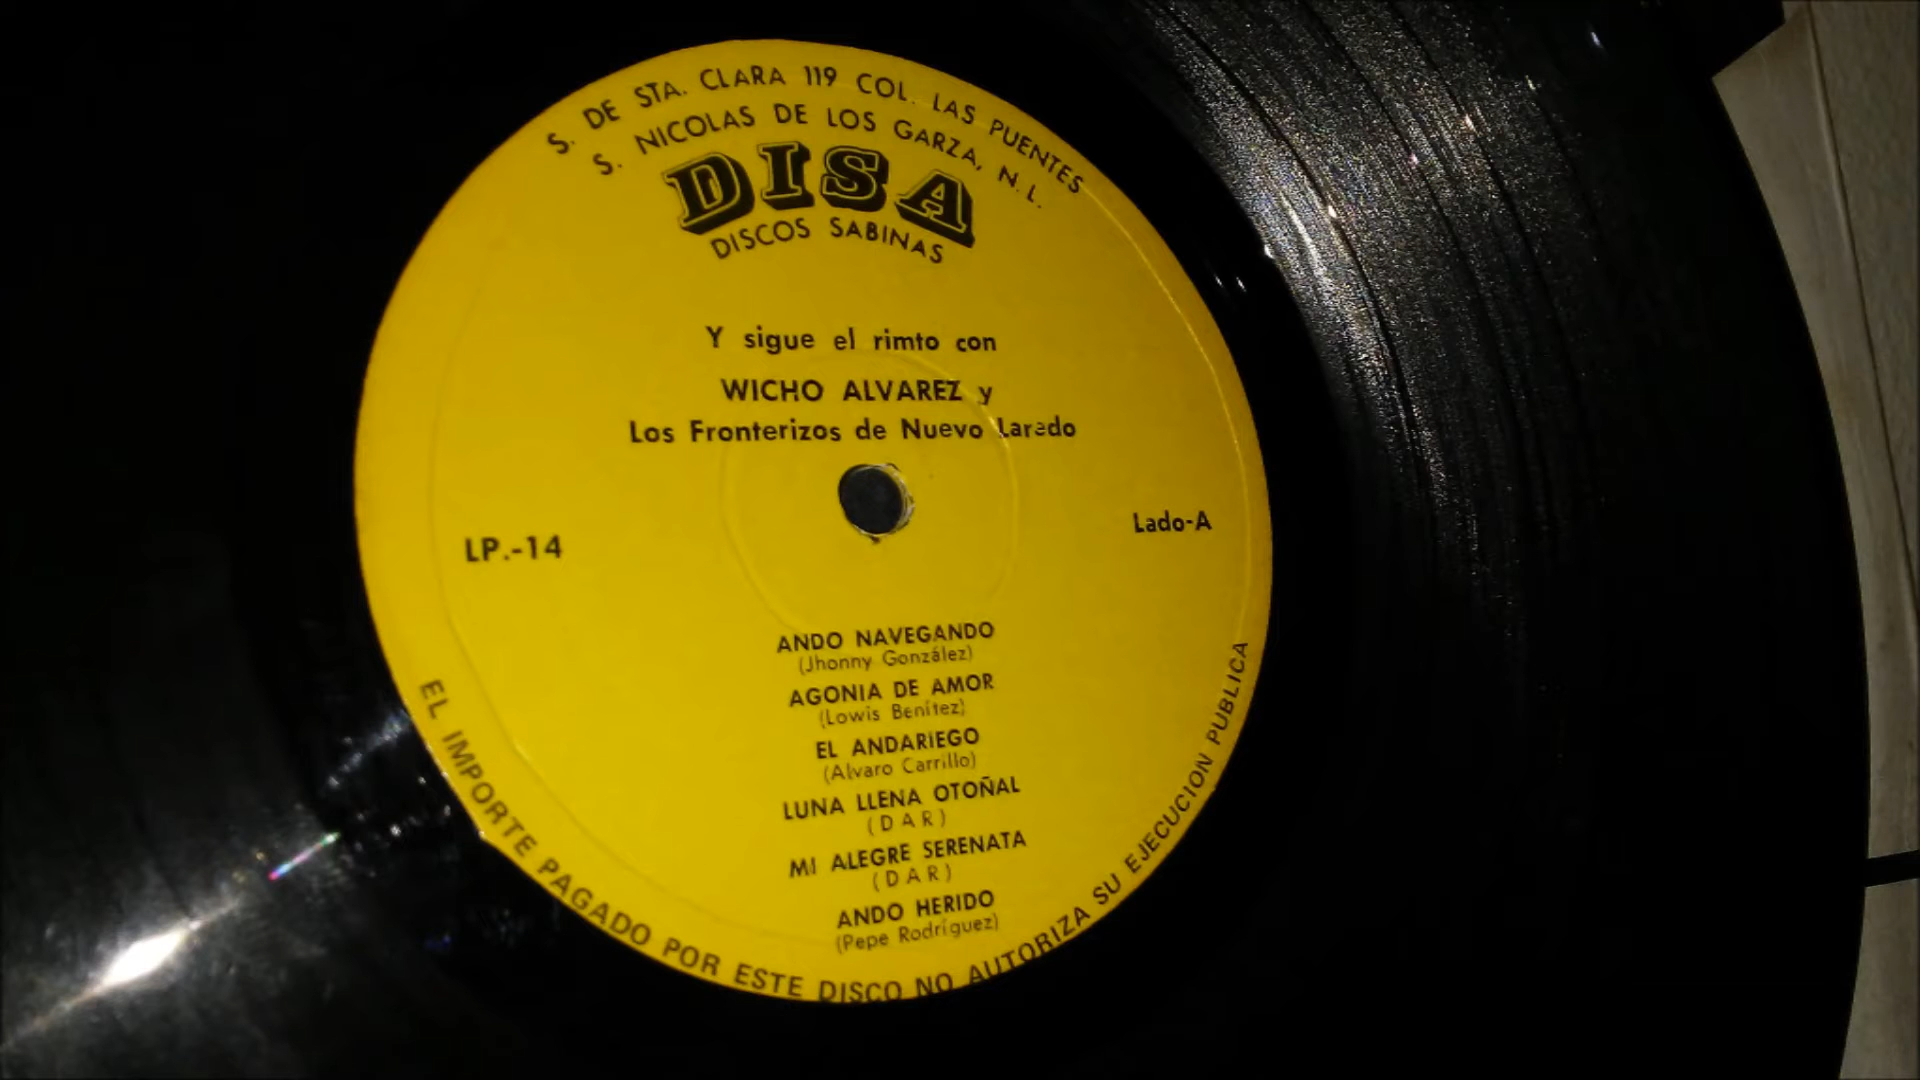 S. DE STA. CLARA 119 COL. LAS PUENTES
S. NICOLAS DE LOS GARZA, N.L.
DISA
DISCOS SABINAS
Y sigue el rimto con
WICHO ALVAREZ y
Los Fronterizos de Nuevo Laredo
LP.-14
Lado-A
ANDO NAVEGANDO
(Jhonny González)
AGONIA DE AMOR
(Lowis Benítez)
EL ANDARIEGO
(Alvaro Carrillo)
LUNA LLENA OTOÑAL
(DAR)
MI ALEGRE SERENATA
(DAR)
ANDO HERIDO
(Pepe Rodríguez)
EL IMPORTE PAGADO POR ESTE DISCO NO AUTORIZA SU EJECUCION PUBLICA